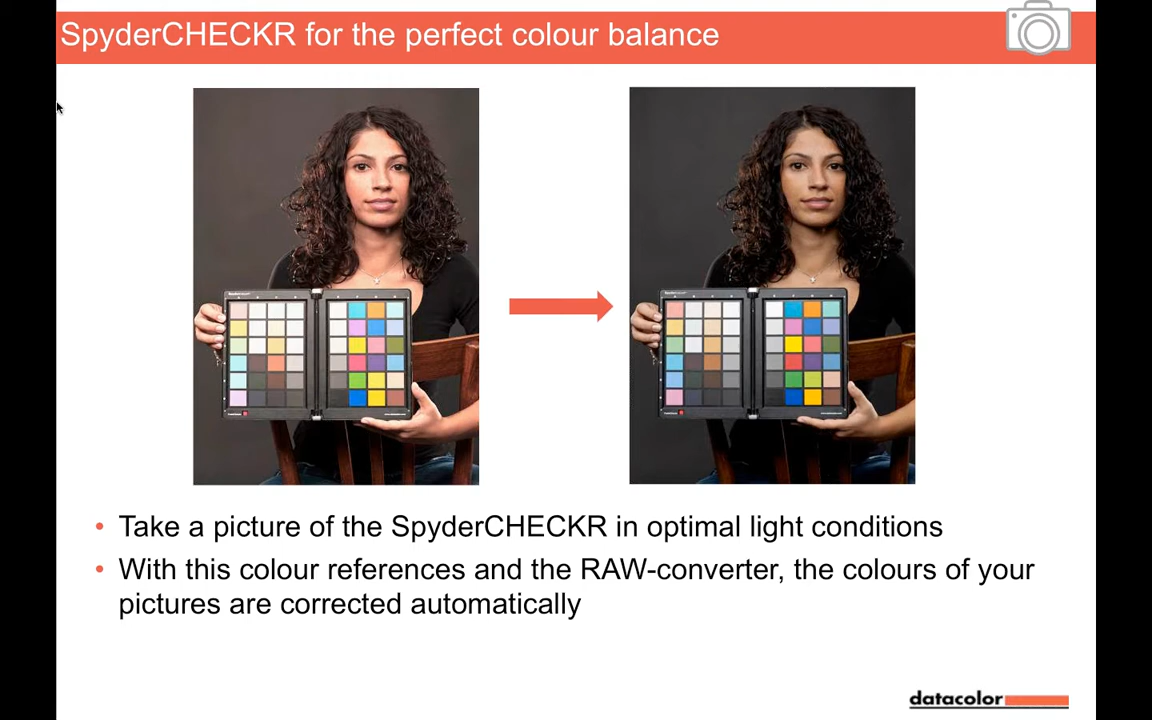 SpyderCHECKR for the perfect colour balance
• Take a picture of the SpyderCHECKR in optimal light conditions
• With this colour references and the RAW-converter, the colours of your
pictures are corrected automatically
datacolor